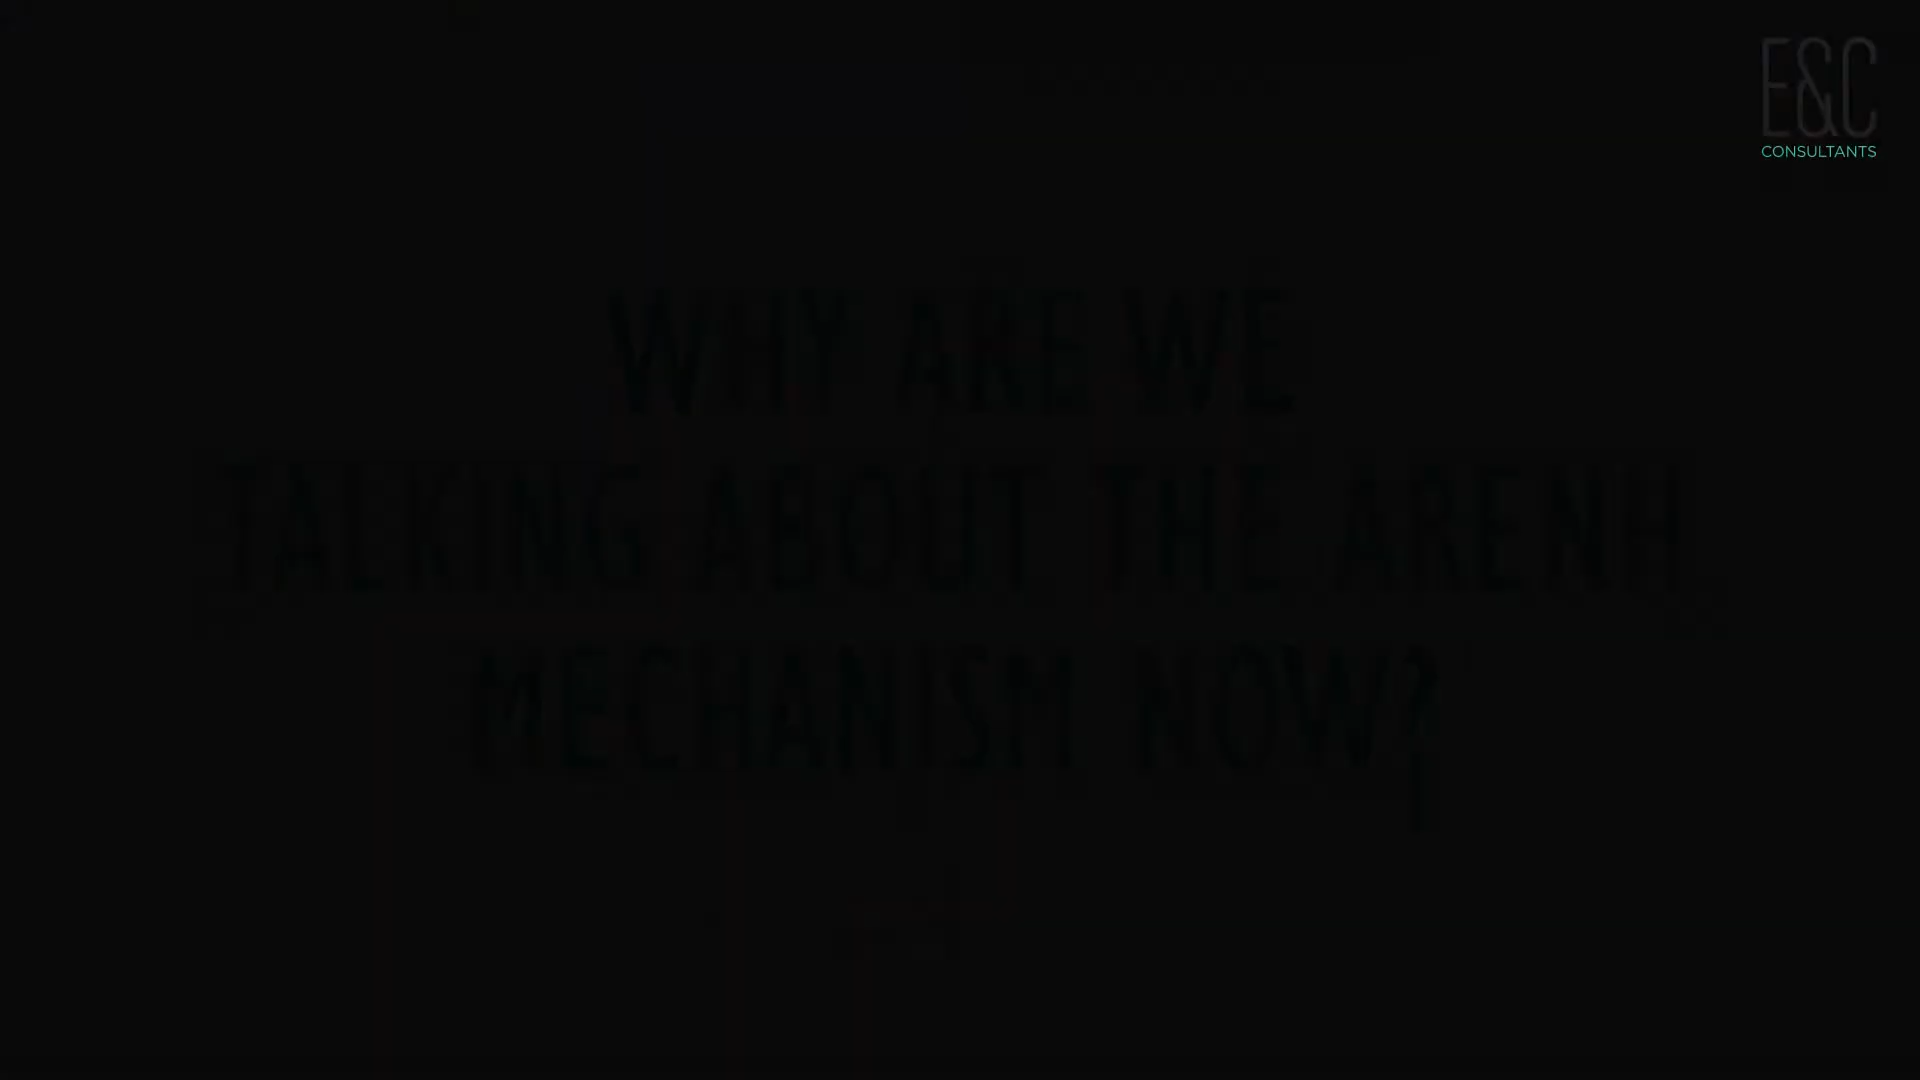 E&C
CONSULTANTS
WHY ARE WE
TALKING ABOUT THE ARENH
MECHANISM NOW?